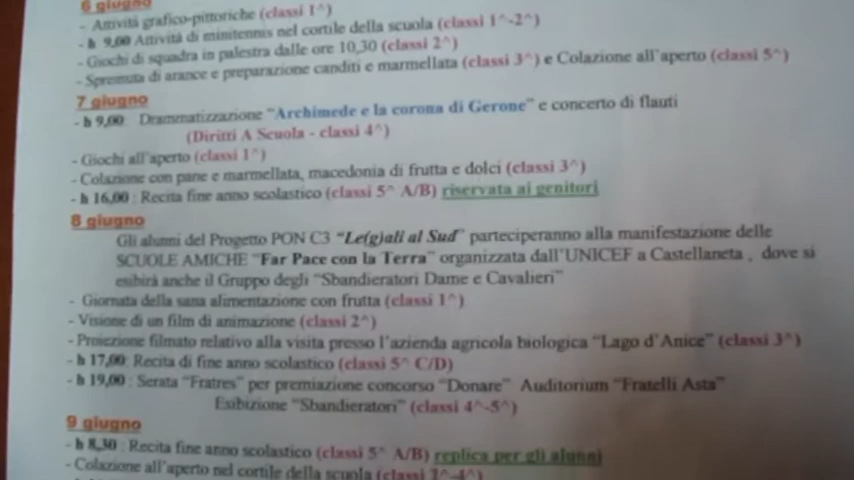 6 giugno
- Attività grafico-pittoriche (classi 1^)
- h 9,00 Attività di minitennis nel cortile della scuola (classi 1^-2^)
- Giochi di squadra in palestra dalle ore 10,30 (classi 2^)
- Spremuta di arance e preparazione canditi e marmellata (classi 3^) e Colazione all'aperto (classi 5^)
7 giugno
- h 9,00 Drammatizzazione "Archimede e la corona di Gerone" e concerto di flauti
(Diritti A Scuola - classi 4^)
- Giochi all'aperto (classi 1^)
- Colazione con pane e marmellata, macedonia di frutta e dolci (classi 3^)
- h 16,00 : Recita fine anno scolastico (classi 5^ A/B) riservata ai genitori
8 giugno
Gli alunni del Progetto PON C3 "Le(g)ali al Sud" parteciperanno alla manifestazione delle
SCUOLE AMICHE "Far Pace con la Terra" organizzata dall'UNICEF a Castellaneta , dove si
esibirà anche il Gruppo degli "Sbandieratori Dame e Cavalieri"
- Giornata della sana alimentazione con frutta (classi 1^)
- Visione di un film di animazione (classi 2^)
- Proiezione filmato relativo alla visita presso l'azienda agricola biologica "Lago d'Anice" (classi 3^)
- h 17,00: Recita di fine anno scolastico (classi 5^ C/D)
- h 19,00 : Serata "Fratres" per premiazione concorso "Donare" Auditorium "Fratelli Asta"
Esibizione "Sbandieratori" (classi 4^-5^)
9 giugno
- h 8,30 : Recita fine anno scolastico (classi 5^ A/B) replica per gli alunni
- Colazione all'aperto nel cortile della scuola (classi 2^-4^)